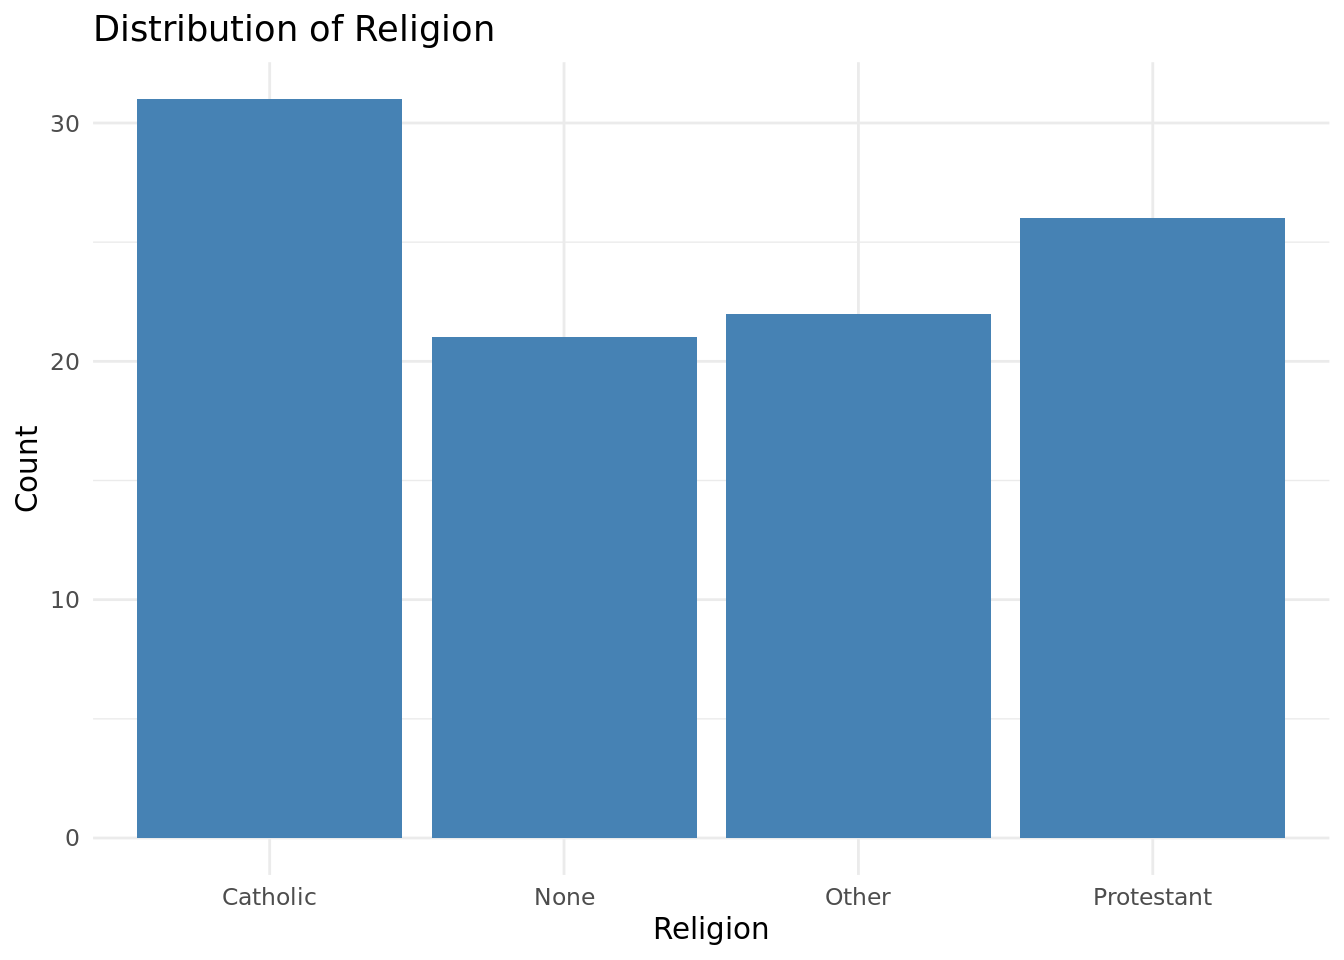 Distribution of Religion
30
20
10
0
Count
Catholic None Other Protestant
Religion